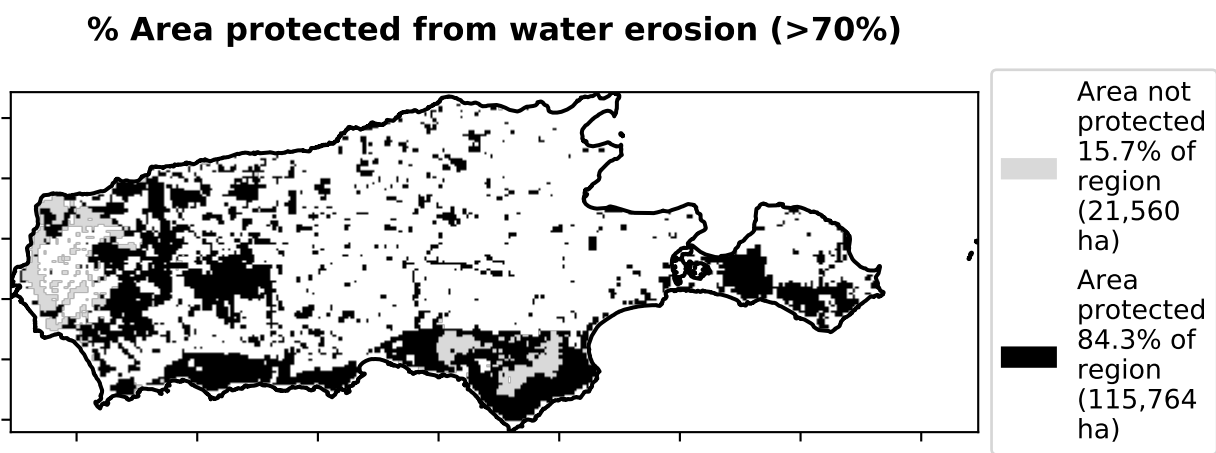 % Area protected from water erosion (>70%)
Area not
protected
15.7% of
region
(21,560
ha)
Area
protected
84.3% of
region
(115,764
ha)